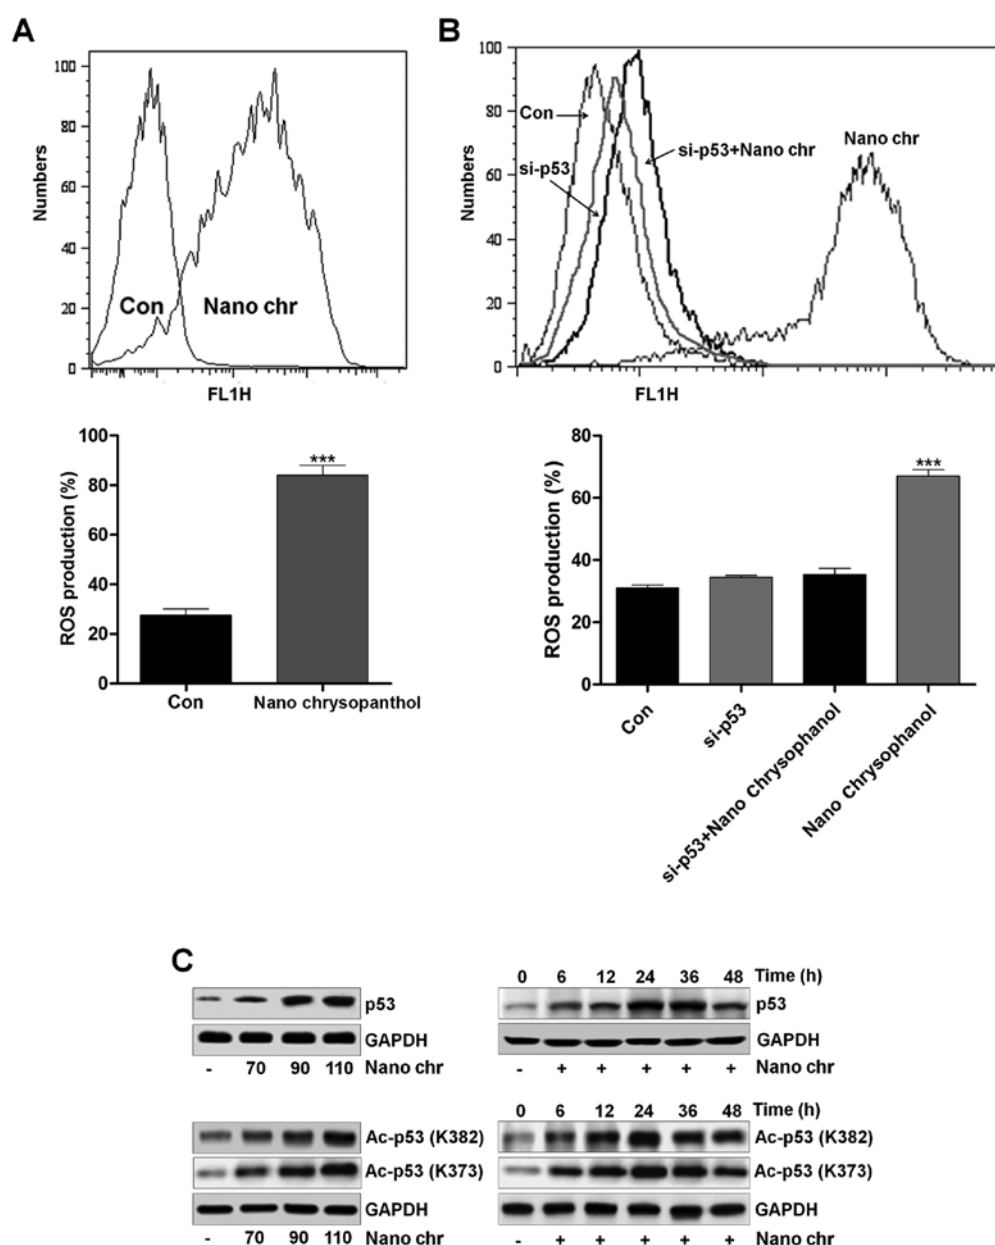 A
100
80
60
40
20
0
Numbers
Con
Nano chr
FL1H
100
80
60
40
20
0
ROS production (%)
***
Con
Nano chrysopanthol
B
100
80
60
40
20
0
Numbers
Con
si-p53
si-p53+Nano chr
Nano chr
FL1H
80
60
40
20
0
ROS production (%)
***
Con
si-p53
si-p53+Nano Chrysophanol
Nano Chrysophanol
C
p53
GAPDH
- 70 90 110 Nano chr
Ac-p53 (K382)
Ac-p53 (K373)
GAPDH
- 70 90 110 Nano chr
0 6 12 24 36 48 Time (h)
p53
GAPDH
- + + + + + Nano chr
0 6 12 24 36 48 Time (h)
Ac-p53 (K382)
Ac-p53 (K373)
GAPDH
- + + + + + Nano chr